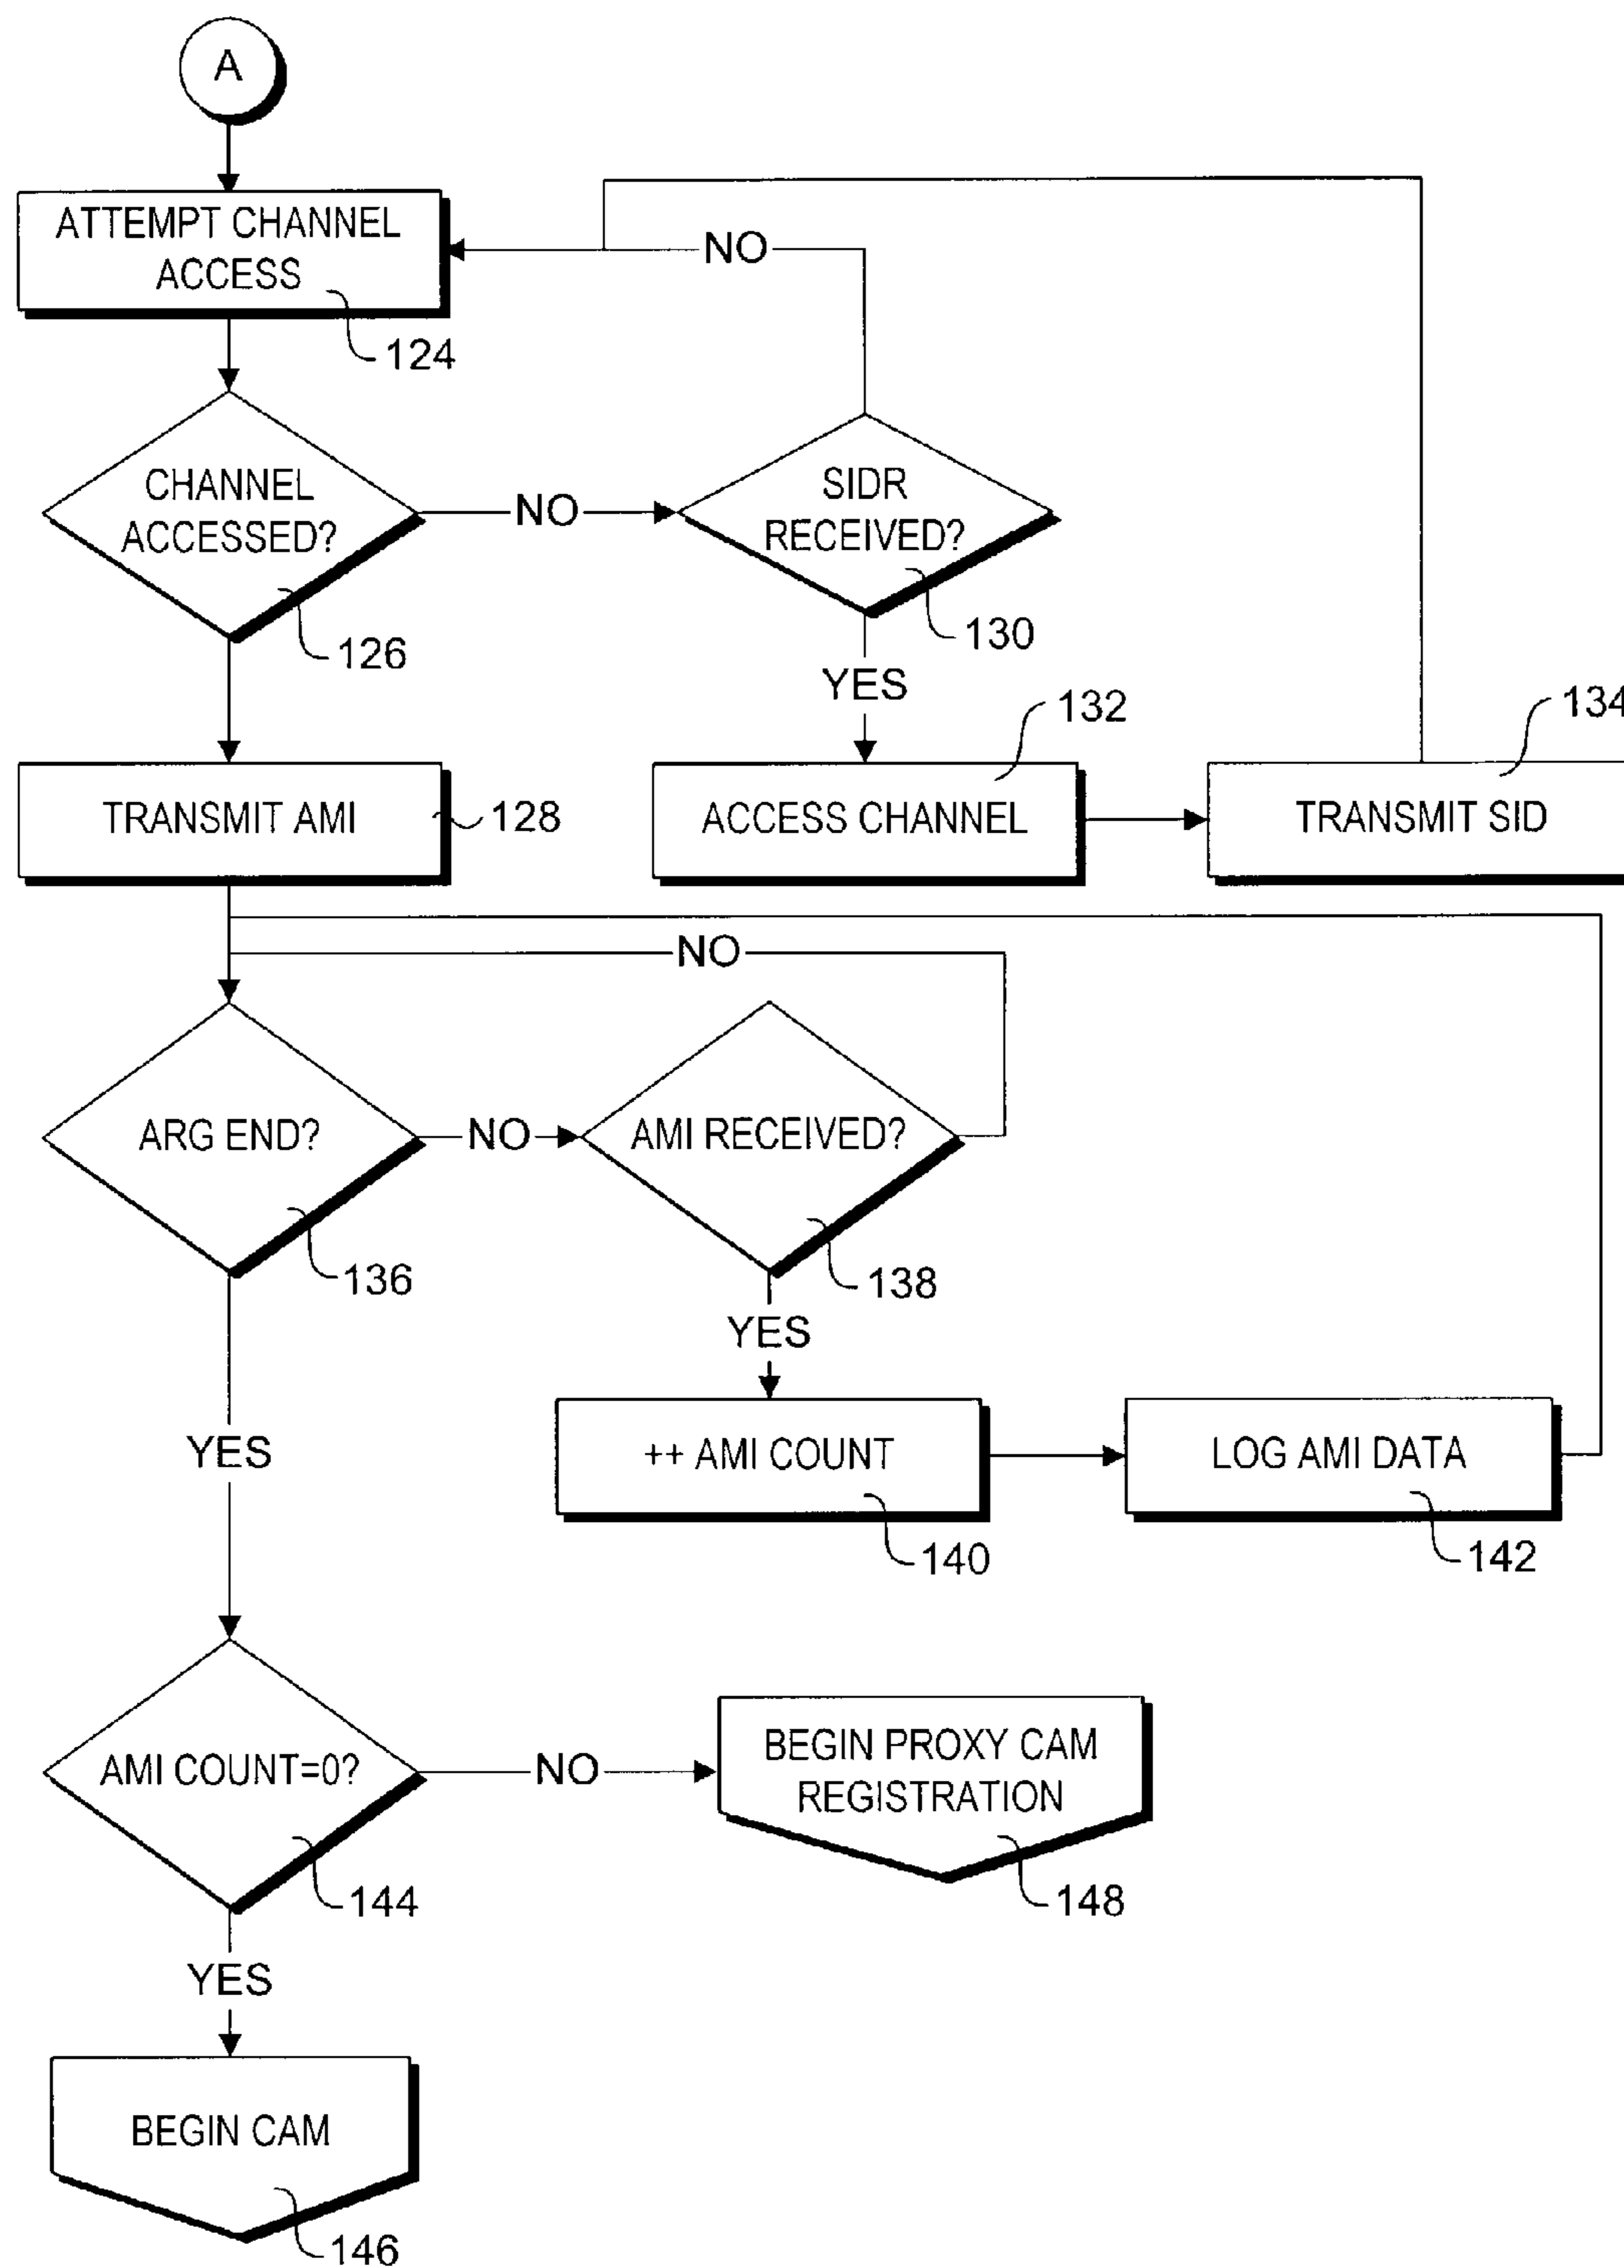 A
ATTEMPT CHANNEL
ACCESS
124
NO
CHANNEL
ACCESSED?
126
NO
SIDR
RECEIVED?
130
YES
132
134
TRANSMIT AMI
128
ACCESS CHANNEL
TRANSMIT SID
NO
ARG END?
136
NO
AMI RECEIVED?
138
YES
YES
++ AMI COUNT
140
LOG AMI DATA
142
AMI COUNT=0?
144
NO
BEGIN PROXY CAM
REGISTRATION
148
YES
BEGIN CAM
146